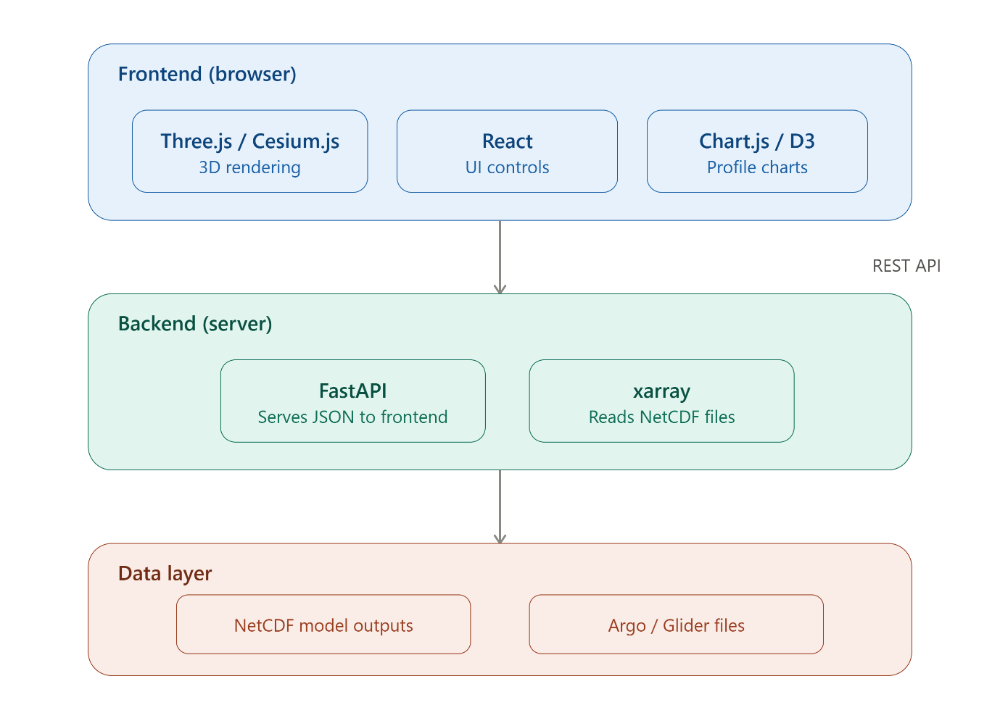 Frontend (browser)
Three.js / Cesium.js
3D rendering
React
UI controls
Chart.js / D3
Profile charts
REST API
Backend (server)
FastAPI
Serves JSON to frontend
xarray
Reads NetCDF files
Data layer
NetCDF model outputs
Argo / Glider files